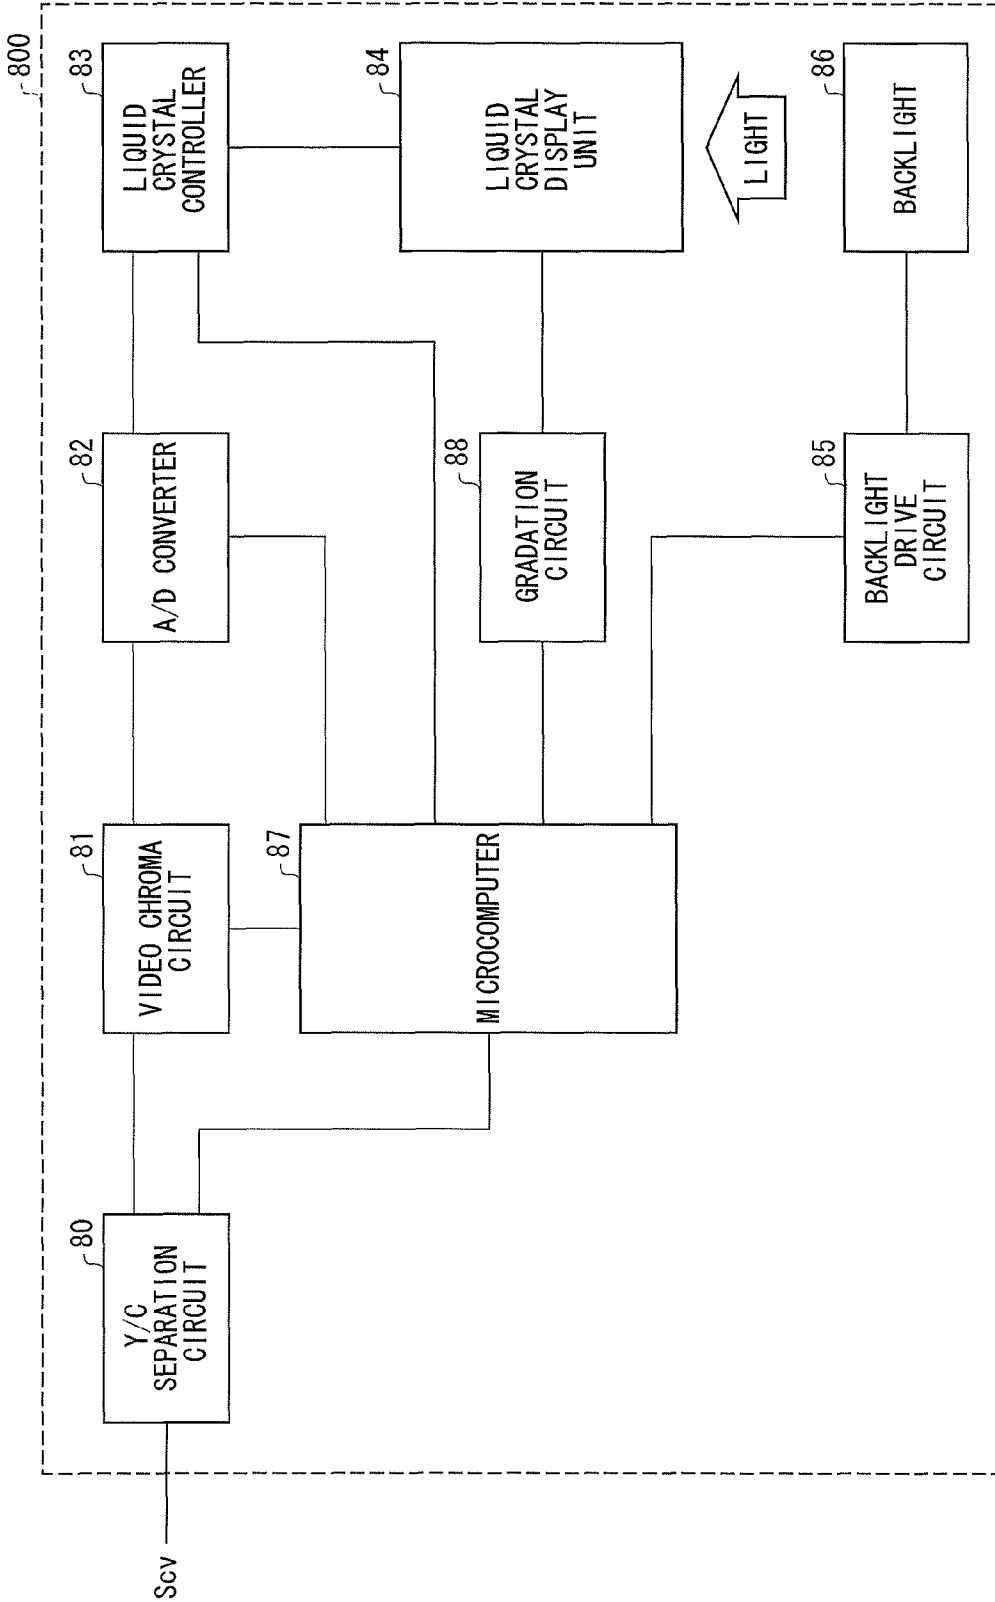 800
80
Y/C
SEPARATION
CIRCUIT
81
VIDEO CHROMA
CIRCUIT
82
A/D CONVERTER
83
LIQUID
CRYSTAL
CONTROLLER
Scv
87
MICROCOMPUTER
88
GRADATION
CIRCUIT
84
LIQUID
CRYSTAL
DISPLAY
UNIT
LIGHT
85
BACKLIGHT
DRIVE
CIRCUIT
86
BACKLIGHT